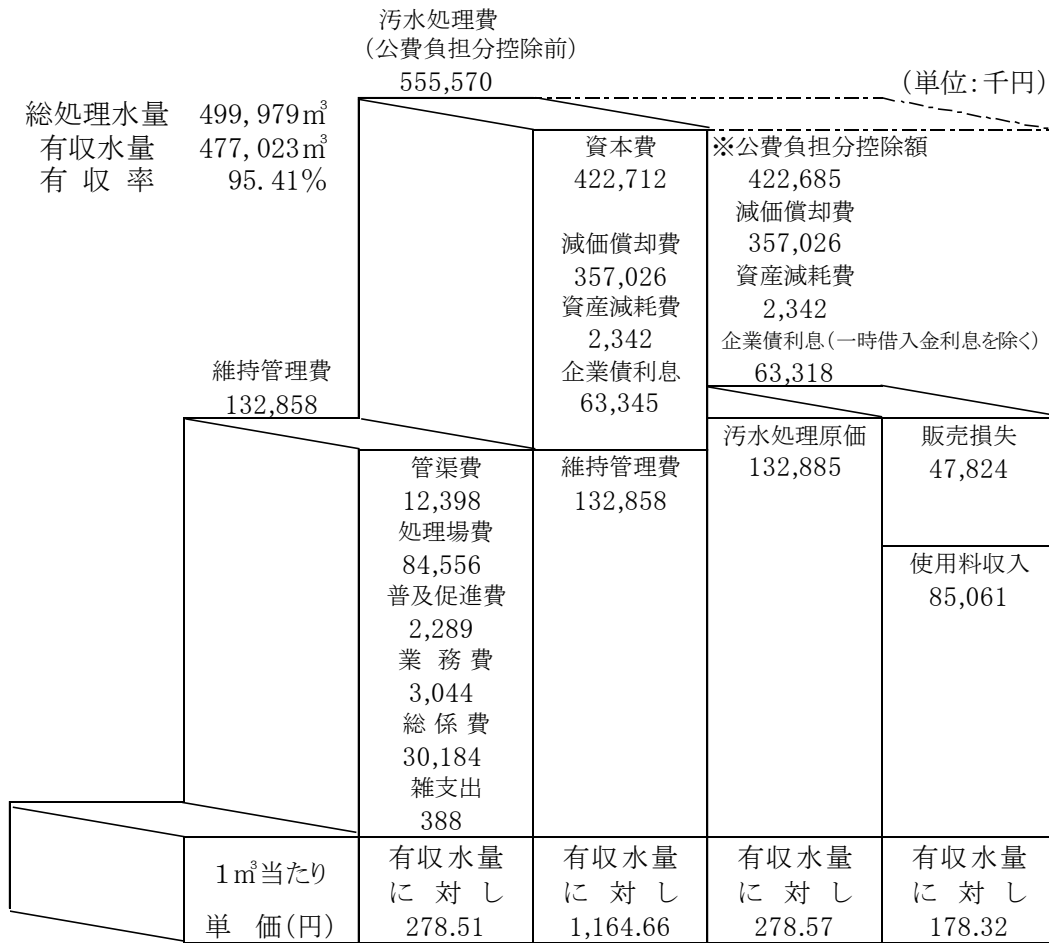 汚水処理費
(公費負担分控除前)
555,570
(単位:千円)
総処理水量 499,979㎥
有収水量 477,023㎥
有収率 95.41%
資本費
422,712
減価償却費
357,026
資産減耗費
2,342
企業債利息
63,345
※公費負担分控除額
422,685
減価償却費
357,026
資産減耗費
2,342
企業債利息(一時借入金利息を除く)
63,318
維持管理費
132,858
管渠費
12,398
処理場費
84,556
普及促進費
2,289
業務費
3,044
総係費
30,184
雑支出
388
維持管理費
132,858
汚水処理原価
132,885
販売損失
47,824
使用料収入
85,061
1㎥当たり
単価(円)
有収水量
に対し
278.51
有収水量
に対し
1,164.66
有収水量
に対し
278.57
有収水量
に対し
178.32